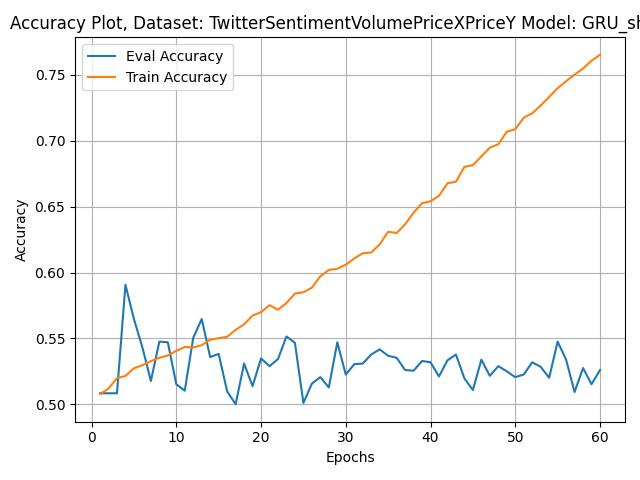 Accuracy Plot, Dataset: TwitterSentimentVolumePriceXPriceY Model: GRU_sh
Eval Accuracy
Train Accuracy
0.75
0.70
0.65
0.60
0.55
0.50
Accuracy
0 10 20 30 40 50 60
Epochs